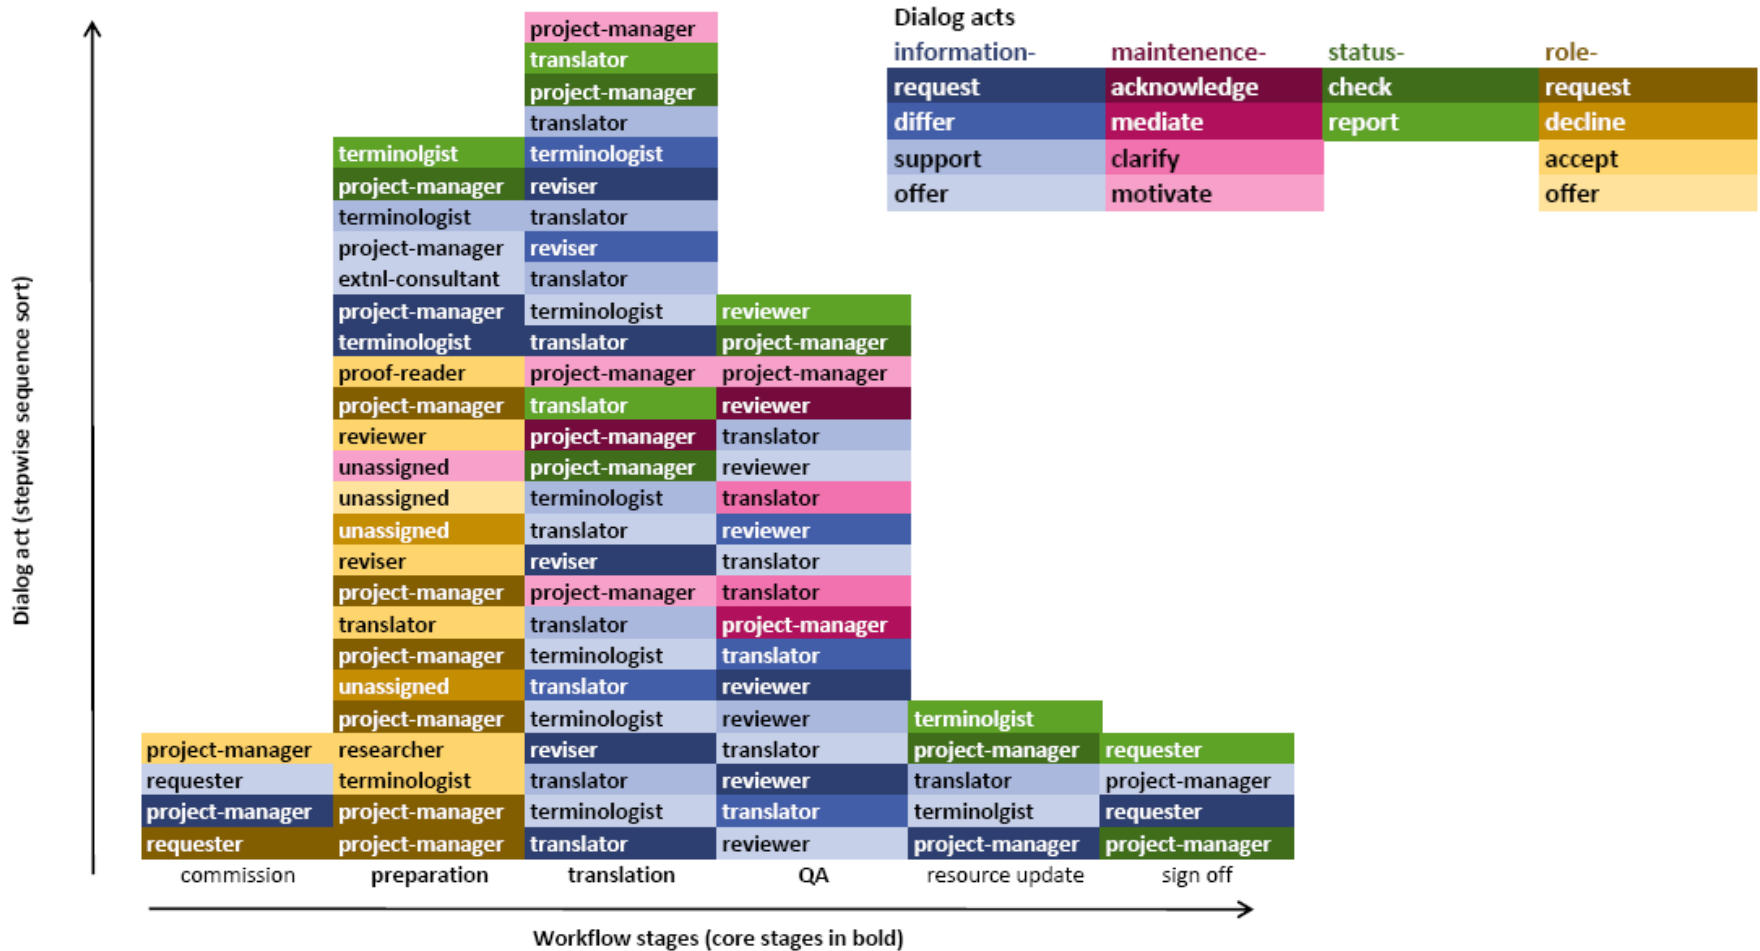 Dialog acts
information- maintenence- status- role-
request acknowledge check request
differ mediate report decline
support clarify accept
offer motivate offer
project-manager
translator
project-manager
translator
terminolgist terminologist
project-manager reviser
terminologist translator
project-manager reviser
extnl-consultant translator
project-manager terminologist reviewer
terminologist translator project-manager
proof-reader project-manager project-manager
project-manager translator reviewer
reviewer project-manager translator
unassigned project-manager reviewer
unassigned terminologist translator
unassigned translator reviewer
reviser reviser translator
project-manager project-manager translator
translator translator project-manager
project-manager terminologist translator
unassigned translator reviewer
project-manager terminologist reviewer terminolgist
project-manager researcher reviser translator project-manager requester
requester terminologist translator reviewer translator project-manager
project-manager project-manager terminologist translator terminolgist requester
requester project-manager translator reviewer project-manager project-manager
commission preparation translation QA resource update sign off
Workflow stages (core stages in bold)
Dialog act (stepwise sequence sort)